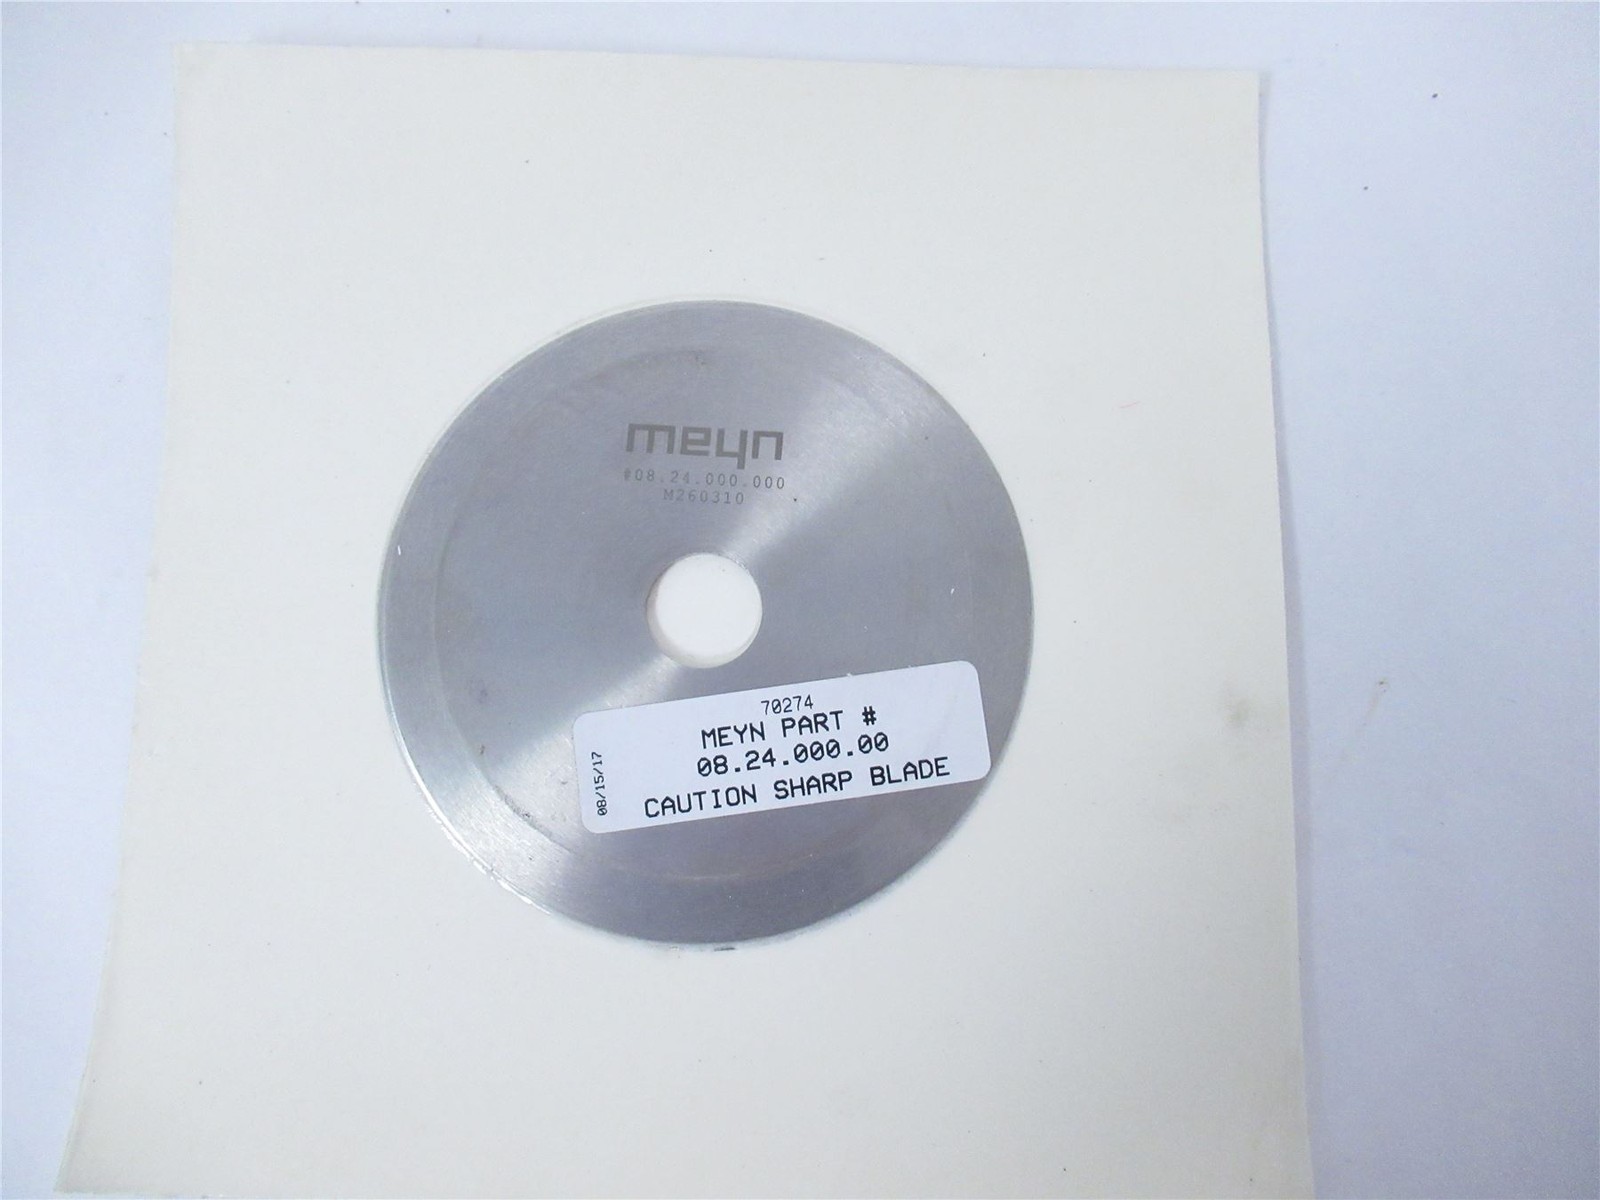 meyn
#08.24.000.000
M260310
70274
MEYN PART #
08.24.000.00
CAUTION SHARP BLADE
08/15/17